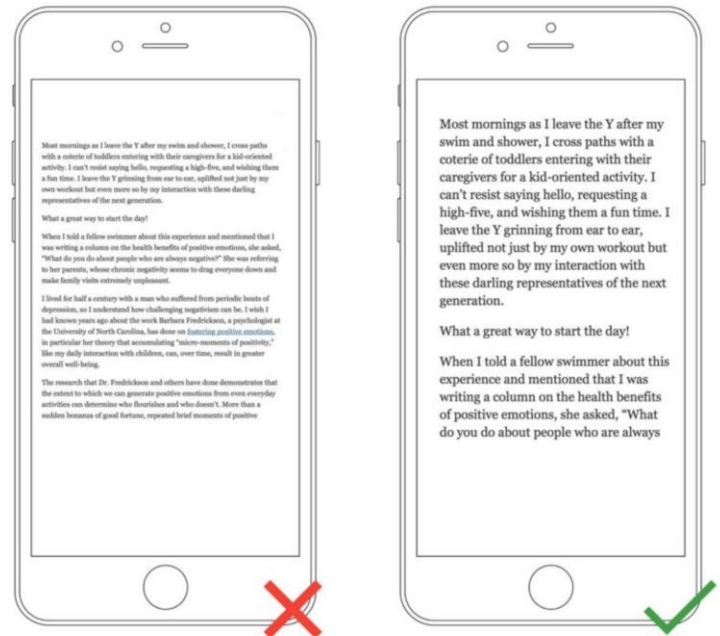 Most mornings as I leave the Y after my swim and shower, I cross paths
with a coterie of toddlers entering with their caregivers for a kid-oriented
activity. I can't resist saying hello, requesting a high-five, and wishing them
a fun time. I leave the Y grinning from ear to ear, uplifted not just by my
own workout but even more so by my interaction with these darling
representatives of the next generation.
What a great way to start the day!
When I told a fellow swimmer about this experience and mentioned that I
was writing a column on the health benefits of positive emotions, she asked,
“What do you do about people who are always negative?” She was referring
to her parents, whose chronic negativity seems to drag everyone down and
make family visits extremely unpleasant.
I lived for half a century with a man who suffered from periodic bouts of
depression, so I understand how challenging negativism can be. I wish I
had known years ago about the work Barbara Fredrickson, a psychologist at
the University of North Carolina, has done on fostering positive emotions,
in particular her theory that accumulating “micro-moments of positivity,”
like my daily interaction with children, can, over time, result in greater
overall well-being.
The research that Dr. Fredrickson and others have done demonstrates that
the extent to which we can generate positive emotions from even everyday
activities can determine who flourishes and who doesn't. More than a
sudden bonanza of good fortune, repeated brief moments of positive
Most mornings as I leave the Y after my
swim and shower, I cross paths with a
coterie of toddlers entering with their
caregivers for a kid-oriented activity. I
can't resist saying hello, requesting a
high-five, and wishing them a fun time. I
leave the Y grinning from ear to ear,
uplifted not just by my own workout but
even more so by my interaction with
these darling representatives of the next
generation.
What a great way to start the day!
When I told a fellow swimmer about this
experience and mentioned that I was
writing a column on the health benefits
of positive emotions, she asked, “What
do you do about people who are always